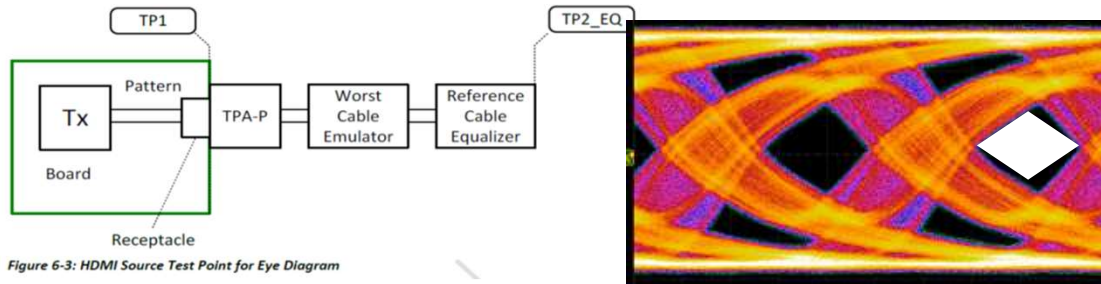 TP1
TP2_EQ
Pattern
Tx
TPA-P
Worst
Cable
Emulator
Reference
Cable
Equalizer
Board
Receptacle
Figure 6-3: HDMI Source Test Point for Eye Diagram